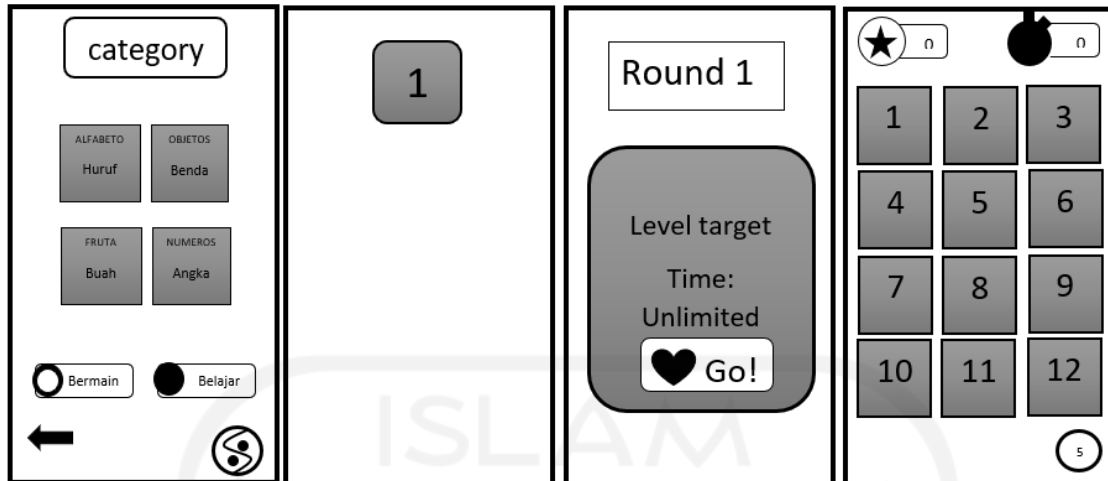 category
ALFABETO
Huruf
OBJETOS
Benda
FRUTA
Buah
NUMEROS
Angka
Bermain
Belajar
1
Round 1
Level target
Time:
Unlimited
Go!
0
0
1 2 3
4 5 6
7 8 9
10 11 12
5
ISLAM